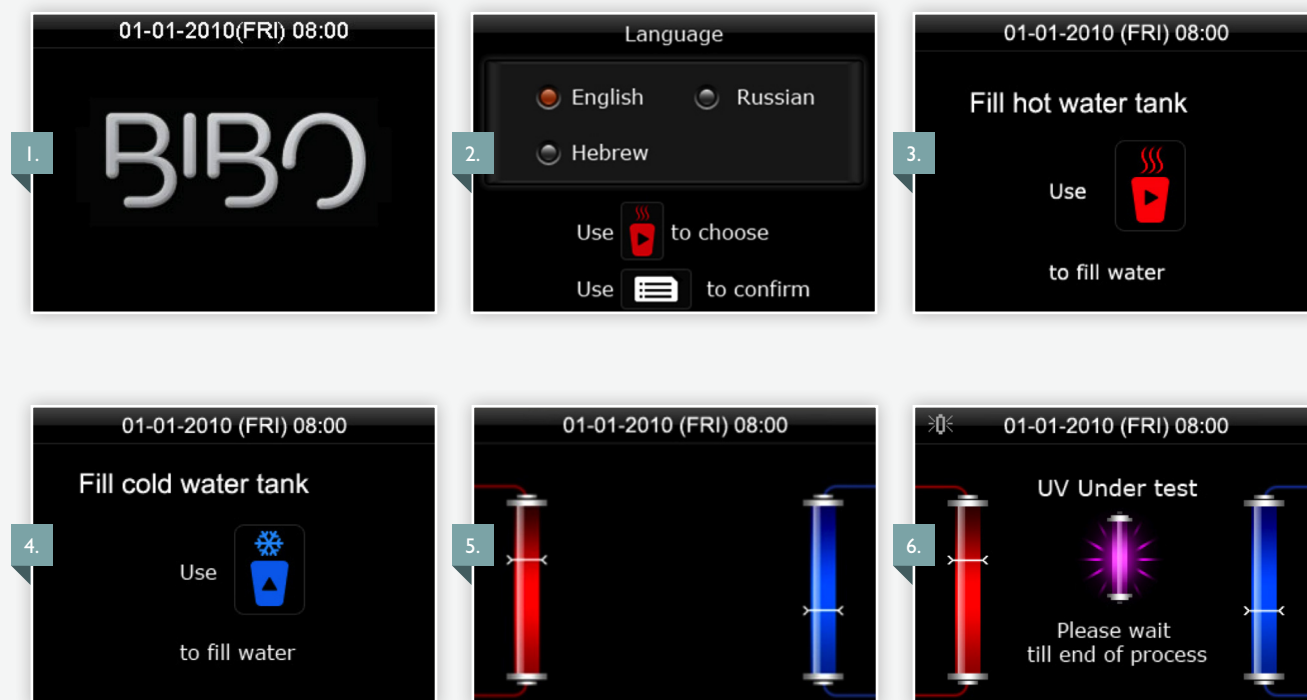 01-01-2010(FRI) 08:00
BIBO
1.
Language
English
Russian
Hebrew
Use to choose
Use to confirm
2.
01-01-2010 (FRI) 08:00
Fill hot water tank
Use
to fill water
3.
01-01-2010 (FRI) 08:00
Fill cold water tank
Use
to fill water
4.
01-01-2010 (FRI) 08:00
5.
01-01-2010 (FRI) 08:00
UV Under test
Please wait
till end of process
6.